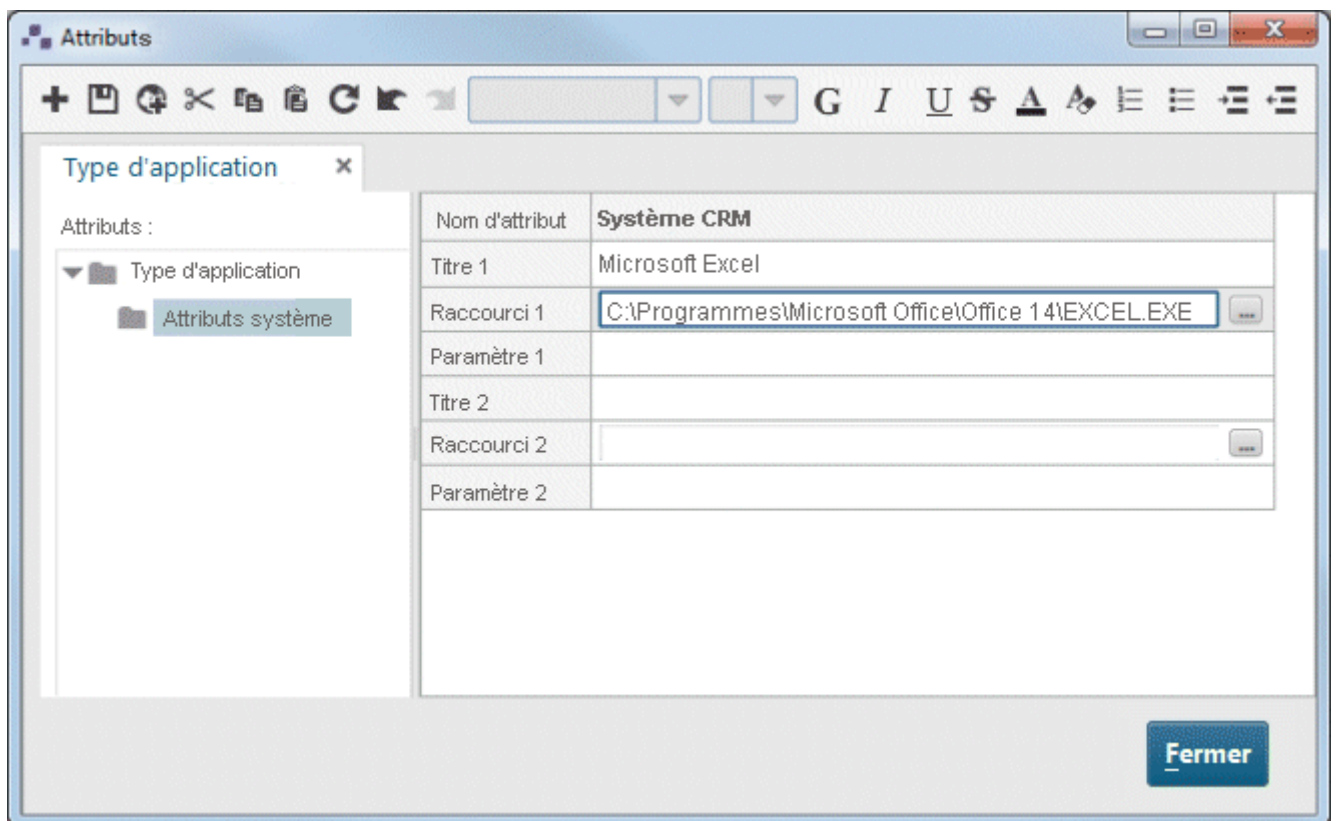 Attributs
G I U S A
Type d'application
Attributs :
Type d'application
Attributs système
Nom d'attribut Système CRM
Titre 1 Microsoft Excel
Raccourci 1 C:\Programmes\Microsoft Office\Office 14\EXCEL.EXE ...
Paramètre 1
Titre 2
Raccourci 2 ...
Paramètre 2
Fermer